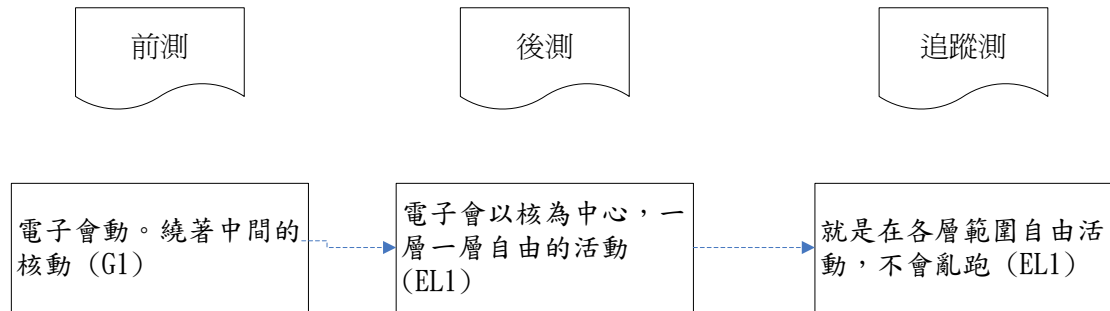 前測
後測
追蹤測
電子會動。繞著中間的
核動 (G1)
電子會以核為中心，一
層一層自由的活動
(EL1)
就是在各層範圍自由活
動，不會亂跑 (EL1)